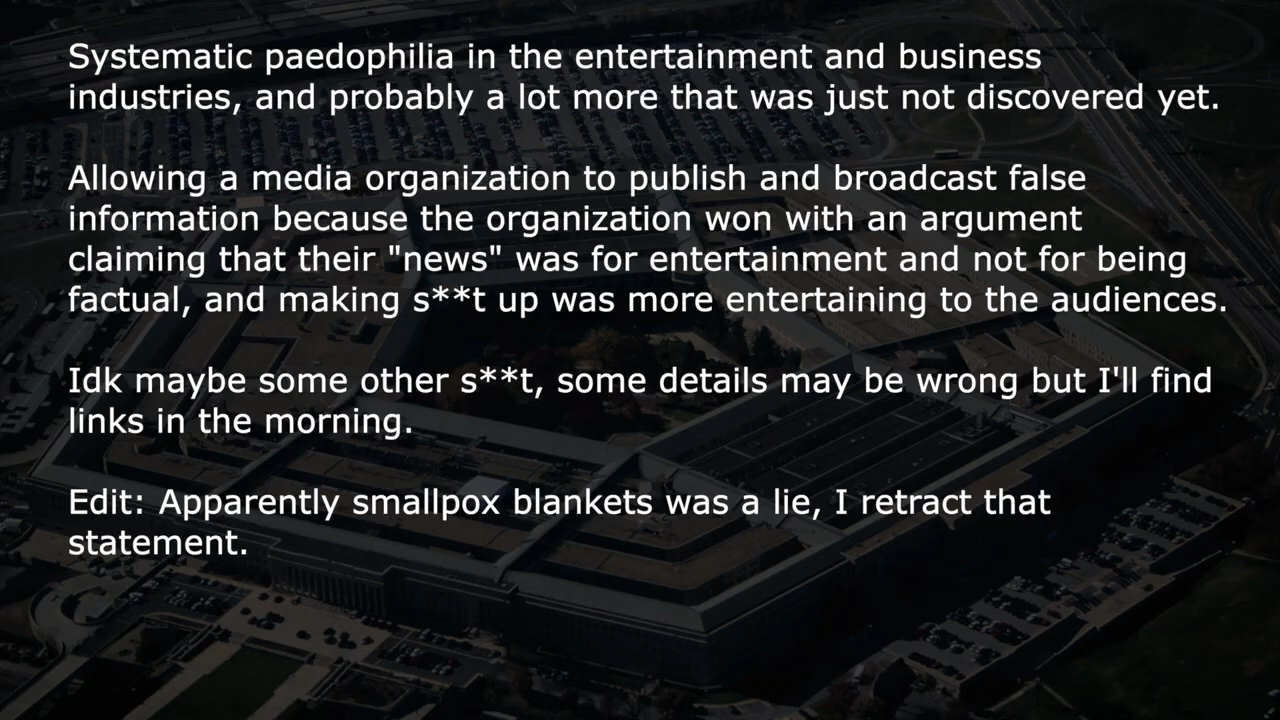 Systematic paedophilia in the entertainment and business
industries, and probably a lot more that was just not discovered yet.
Allowing a media organization to publish and broadcast false
information because the organization won with an argument
claiming that their "news" was for entertainment and not for being
factual, and making s**t up was more entertaining to the audiences.
Idk maybe some other s**t, some details may be wrong but I'll find
links in the morning.
Edit: Apparently smallpox blankets was a lie, I retract that
statement.